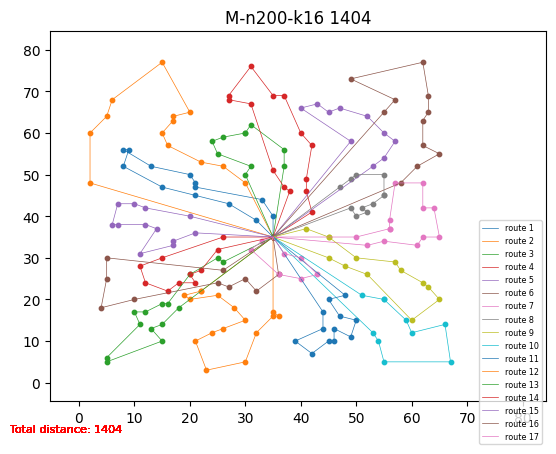 M-n200-k16 1404
80
70
60
50
40
30
20
10
0
0 10 20 30 40 50 60 70 80
route 1
route 2
route 3
route 4
route 5
route 6
route 7
route 8
route 9
route 10
route 11
route 12
route 13
route 14
route 15
route 16
route 17
Total distance: 1404